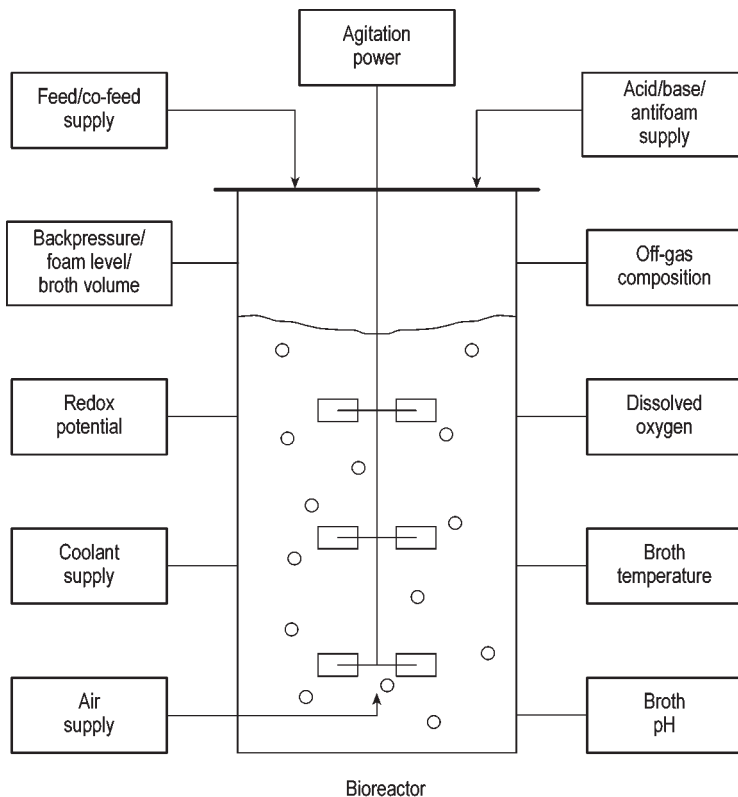 Agitation
power
Feed/co-feed
supply
Acid/base/
antifoam
supply
Backpressure/
foam level/
broth volume
Off-gas
composition
Redox
potential
Dissolved
oxygen
Coolant
supply
Broth
temperature
Air
supply
Broth
pH
Bioreactor